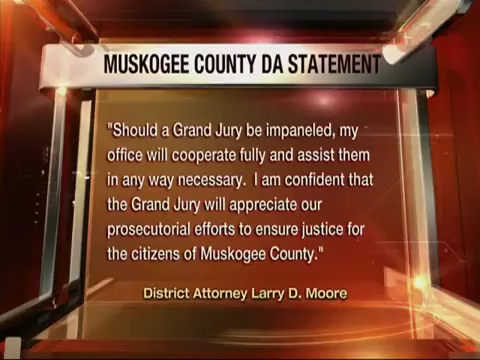 MUSKOGEE COUNTY DA STATEMENT
"Should a Grand Jury be impaneled, my
office will cooperate fully and assist them
in any way necessary. I am confident that
the Grand Jury will appreciate our
prosecutorial efforts to ensure justice for
the citizens of Muskogee County."
District Attorney Larry D. Moore